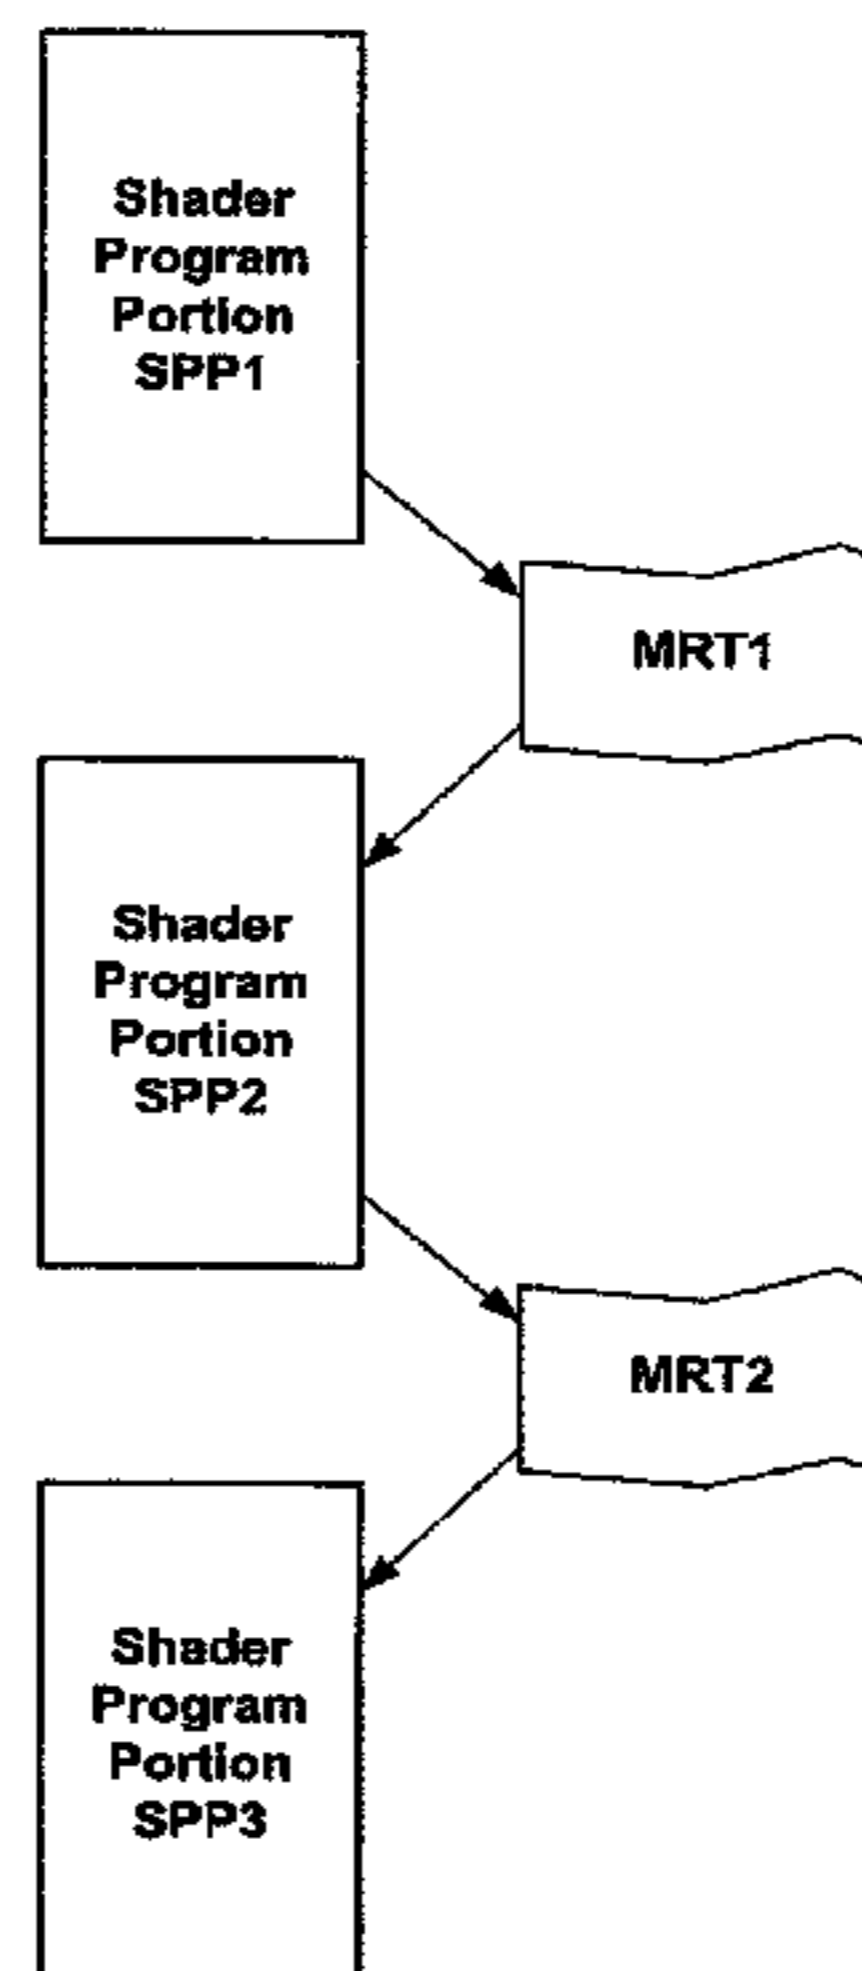 Shader
Program
Portion
SPP1
MRT1
Shader
Program
Portion
SPP2
MRT2
Shader
Program
Portion
SPP3